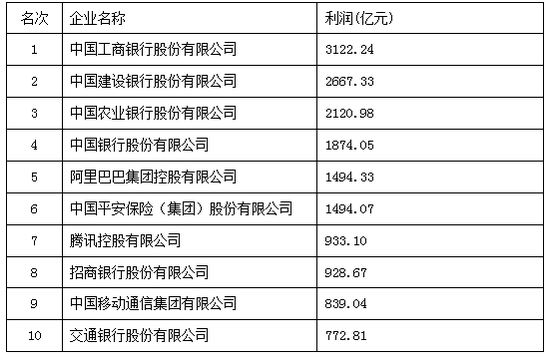 名次 企业名称 利润(亿元)
1 中国工商银行股份有限公司 3122.24
2 中国建设银行股份有限公司 2667.33
3 中国农业银行股份有限公司 2120.98
4 中国银行股份有限公司 1874.05
5 阿里巴巴集团控股有限公司 1494.33
6 中国平安保险（集团）股份有限公司 1494.07
7 腾讯控股有限公司 933.10
8 招商银行股份有限公司 928.67
9 中国移动通信集团有限公司 839.04
10 交通银行股份有限公司 772.81